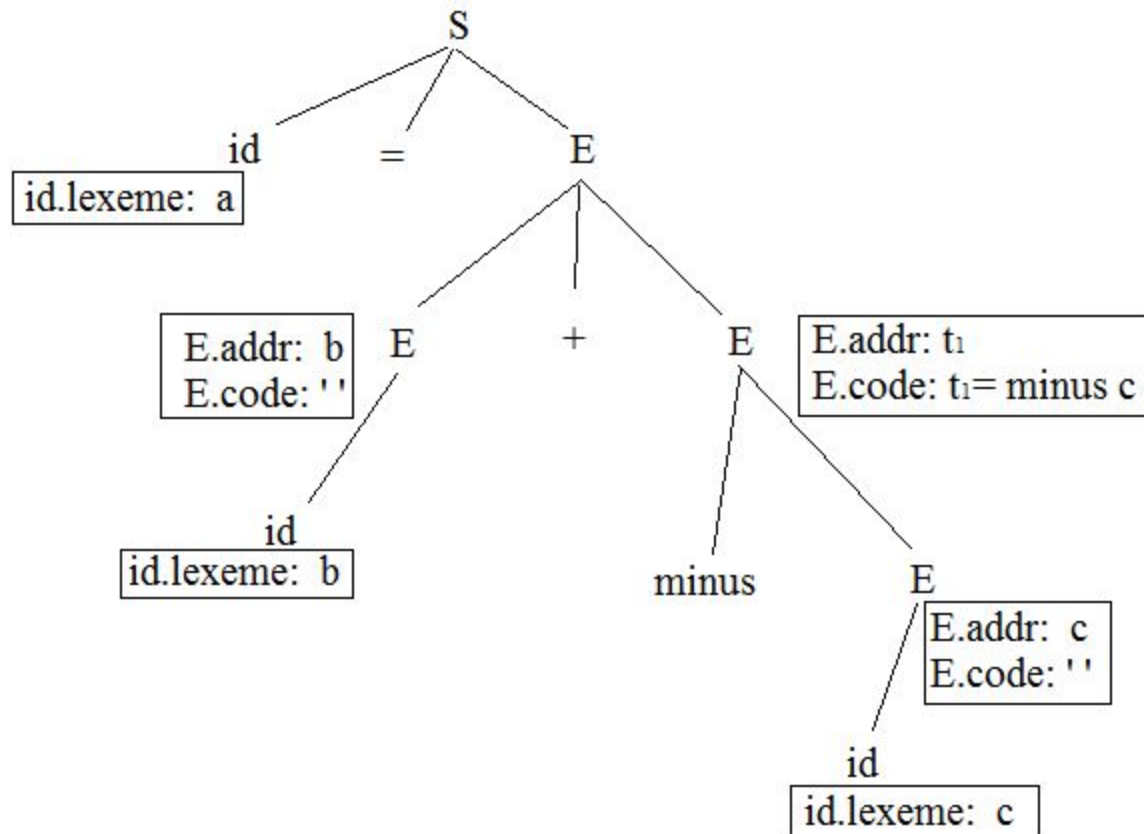 S
id = E
id.lexeme: a
E.addr: b
E.code: ' '
E
+
E
E.addr: t₁
E.code: t₁= minus c
id
id.lexeme: b
minus
E
E.addr: c
E.code: ' '
id
id.lexeme: c